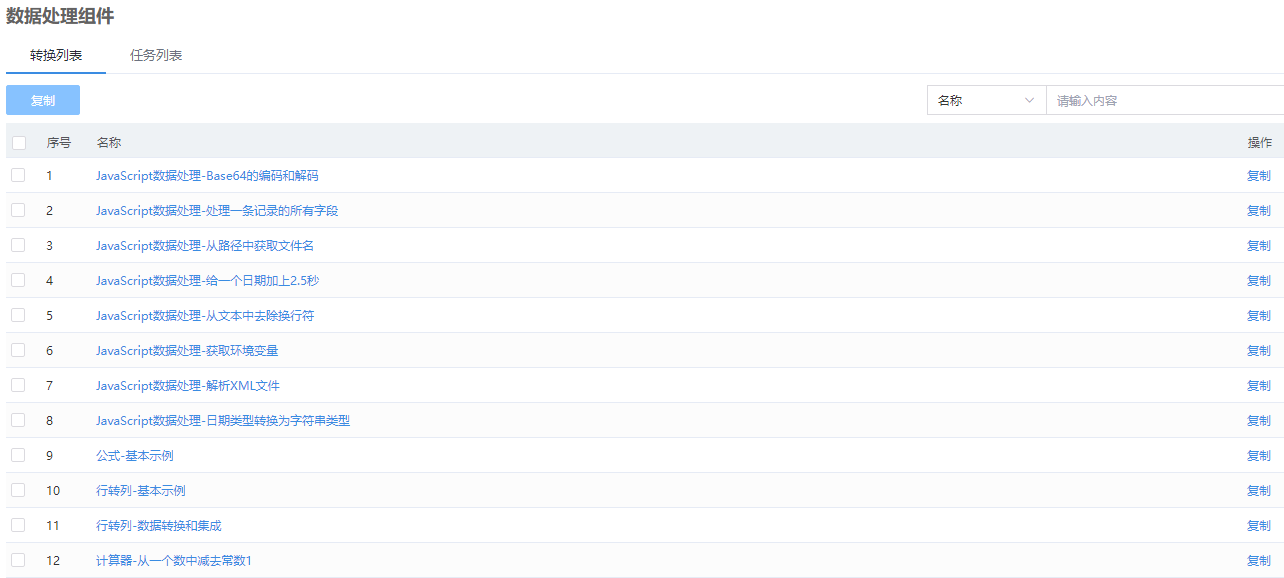 数据处理组件
转换列表 任务列表
复制 名称 请输入内容
序号 名称 操作
1 JavaScript数据处理-Base64的编码和解码 复制
2 JavaScript数据处理-处理一条记录的所有字段 复制
3 JavaScript数据处理-从路径中获取文件名 复制
4 JavaScript数据处理-给一个日期加上2.5秒 复制
5 JavaScript数据处理-从文本中去除换行符 复制
6 JavaScript数据处理-获取环境变量 复制
7 JavaScript数据处理-解析XML文件 复制
8 JavaScript数据处理-日期类型转换为字符串类型 复制
9 公式-基本示例 复制
10 行转列-基本示例 复制
11 行转列-数据转换和集成 复制
12 计算器-从一个数中减去常数1 复制